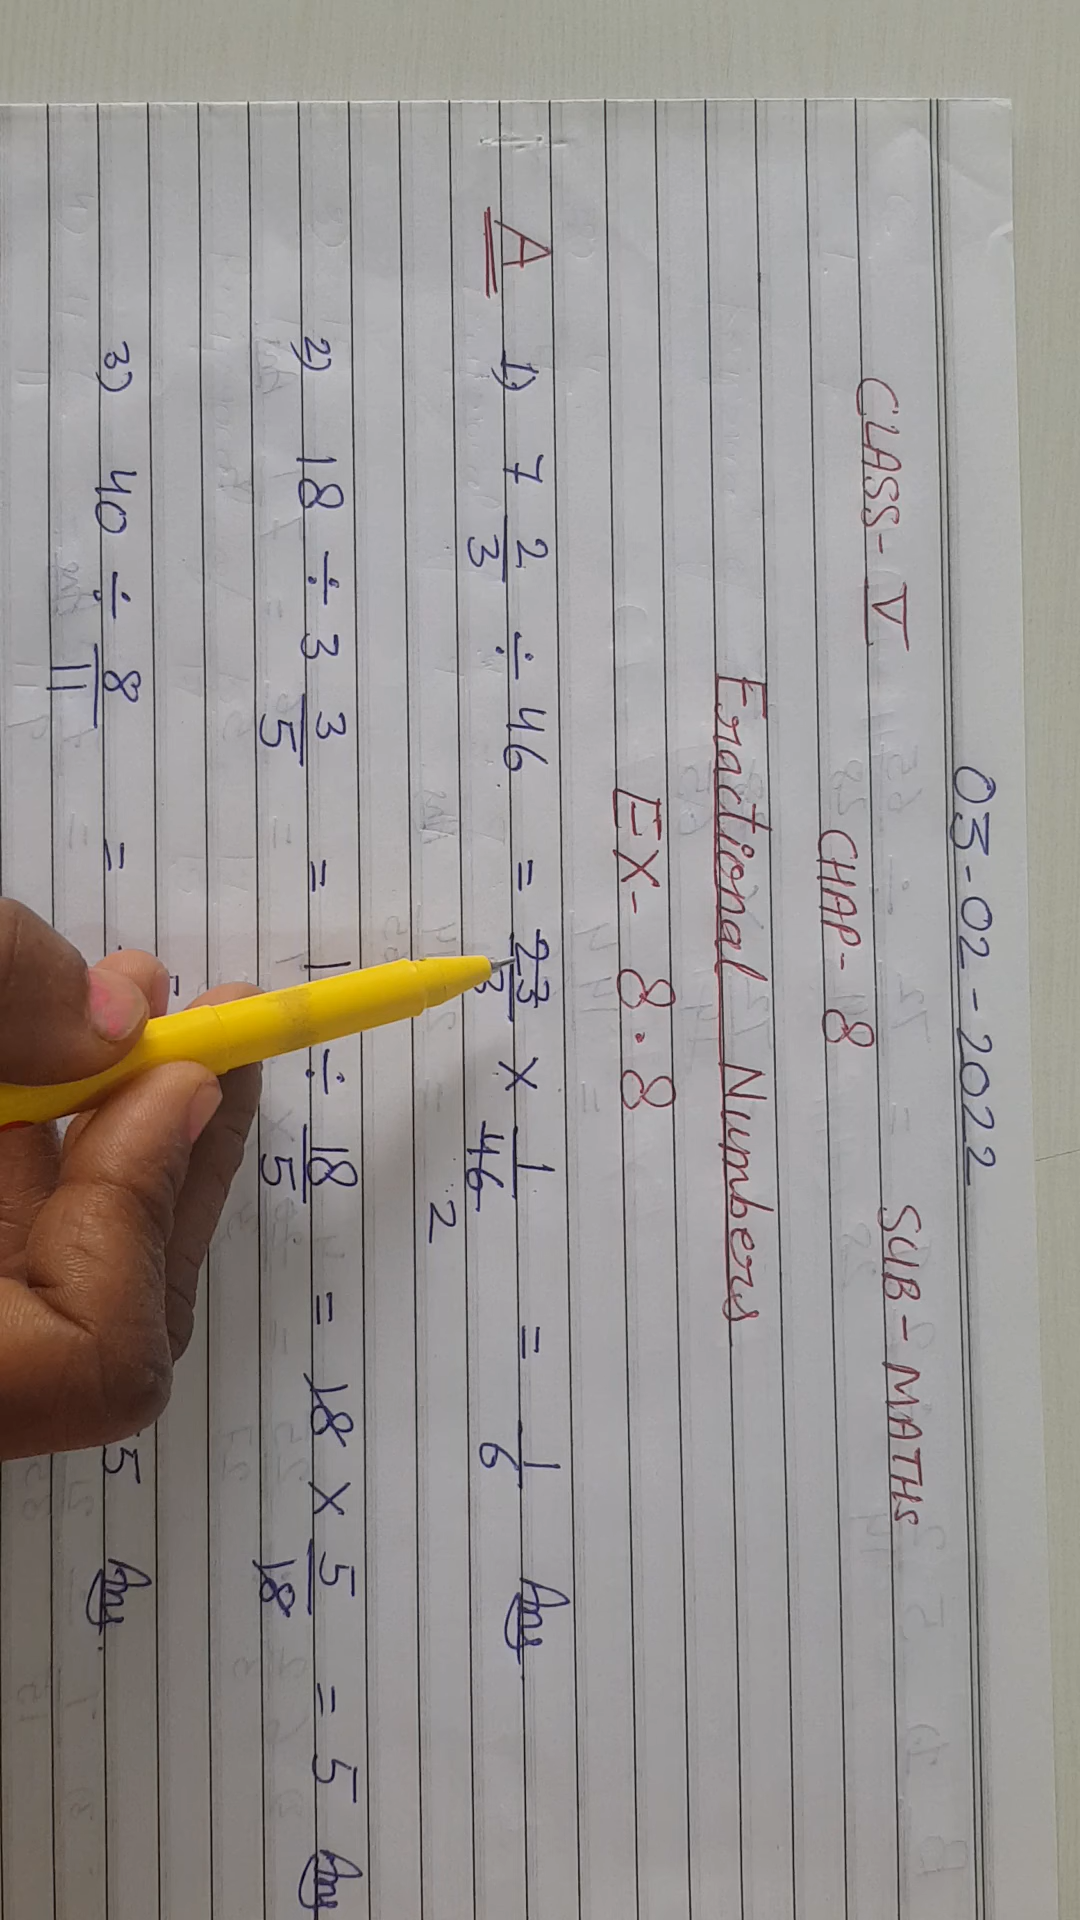 03-02-2022
CLASS-V CHAP-8 SUB-MATHS
Fractional Numbers
EX- 8.8
A 1) 7 2/3 ÷ 46 = 23/3 × 1/46 2 = 1/6 Ans.
2) 18 ÷ 3 3/5 = 1 ÷ 18/5 = 18 × 5/18 = 5 Ans
3) 40 ÷ 8/11 = 5 Ans.